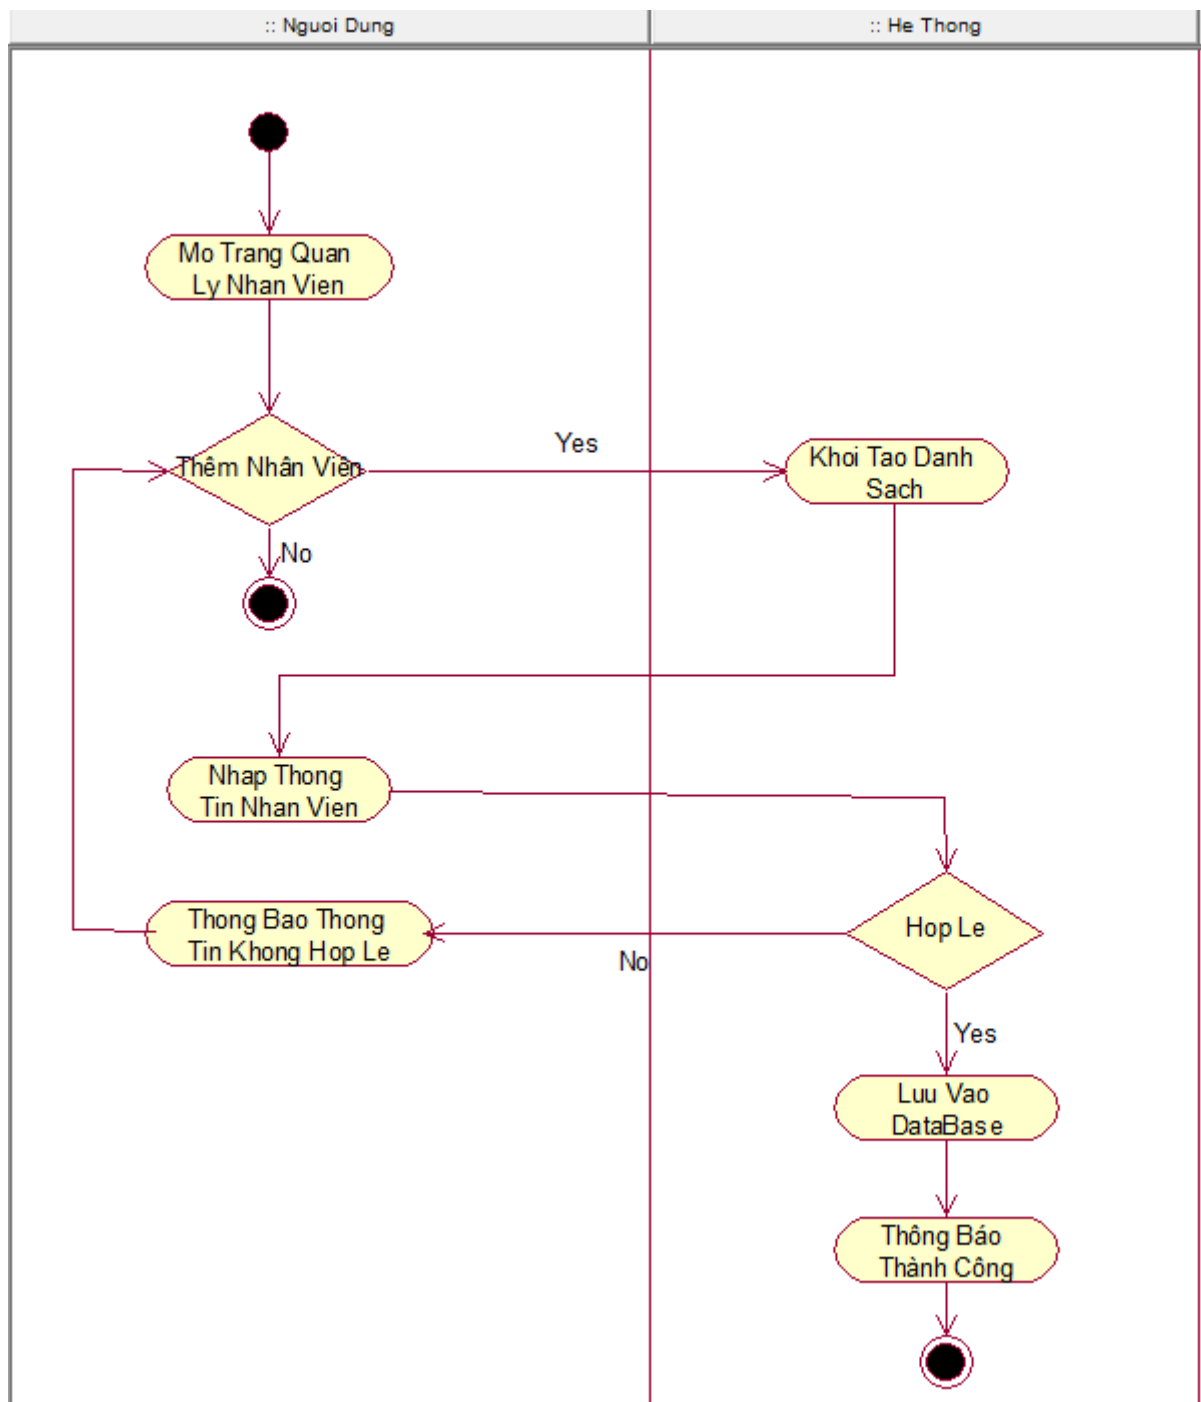 :: Nguoi Dung
:: He Thong
Mo Trang Quan
Ly Nhan Vien
Thêm Nhân Viên
Yes
Khoi Tao Danh
Sach
No
Nhap Thong
Tin Nhan Vien
Thong Bao Thong
Tin Khong Hop Le
No
Hop Le
Yes
Luu Vao
DataBase
Thông Báo
Thành Công